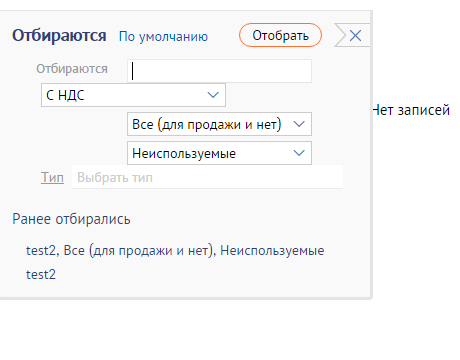 Отбираются По умолчанию Отобрать
Отбираются
С НДС
Нет записей
Все (для продажи и нет)
Неиспользуемые
Тип Выбрать тип
Ранее отбирались
test2, Все (для продажи и нет), Неиспользуемые
test2